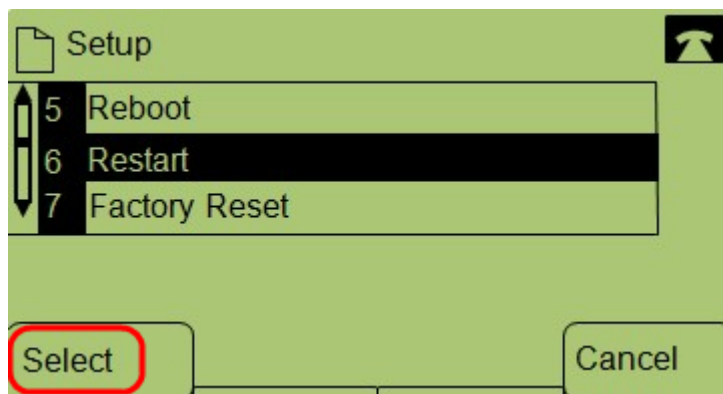 Setup
5 Reboot
6 Restart
7 Factory Reset
Select Cancel